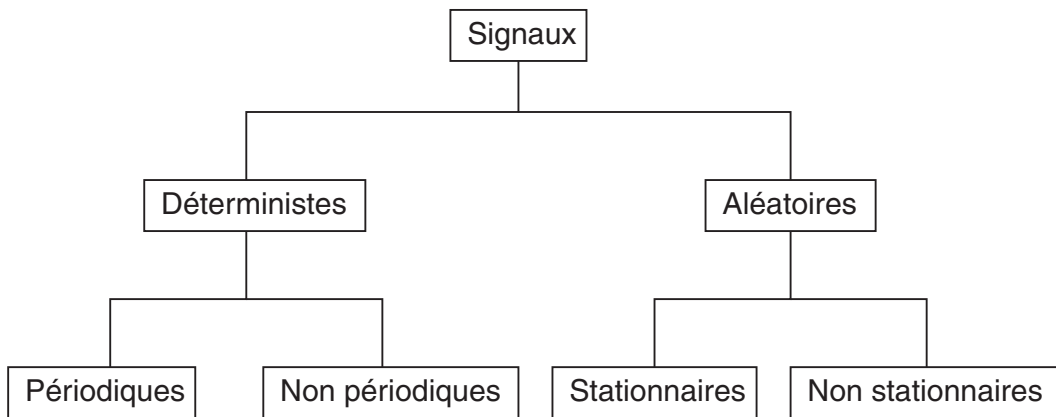 Signaux
Déterministes
Aléatoires
Périodiques
Non périodiques
Stationnaires
Non stationnaires